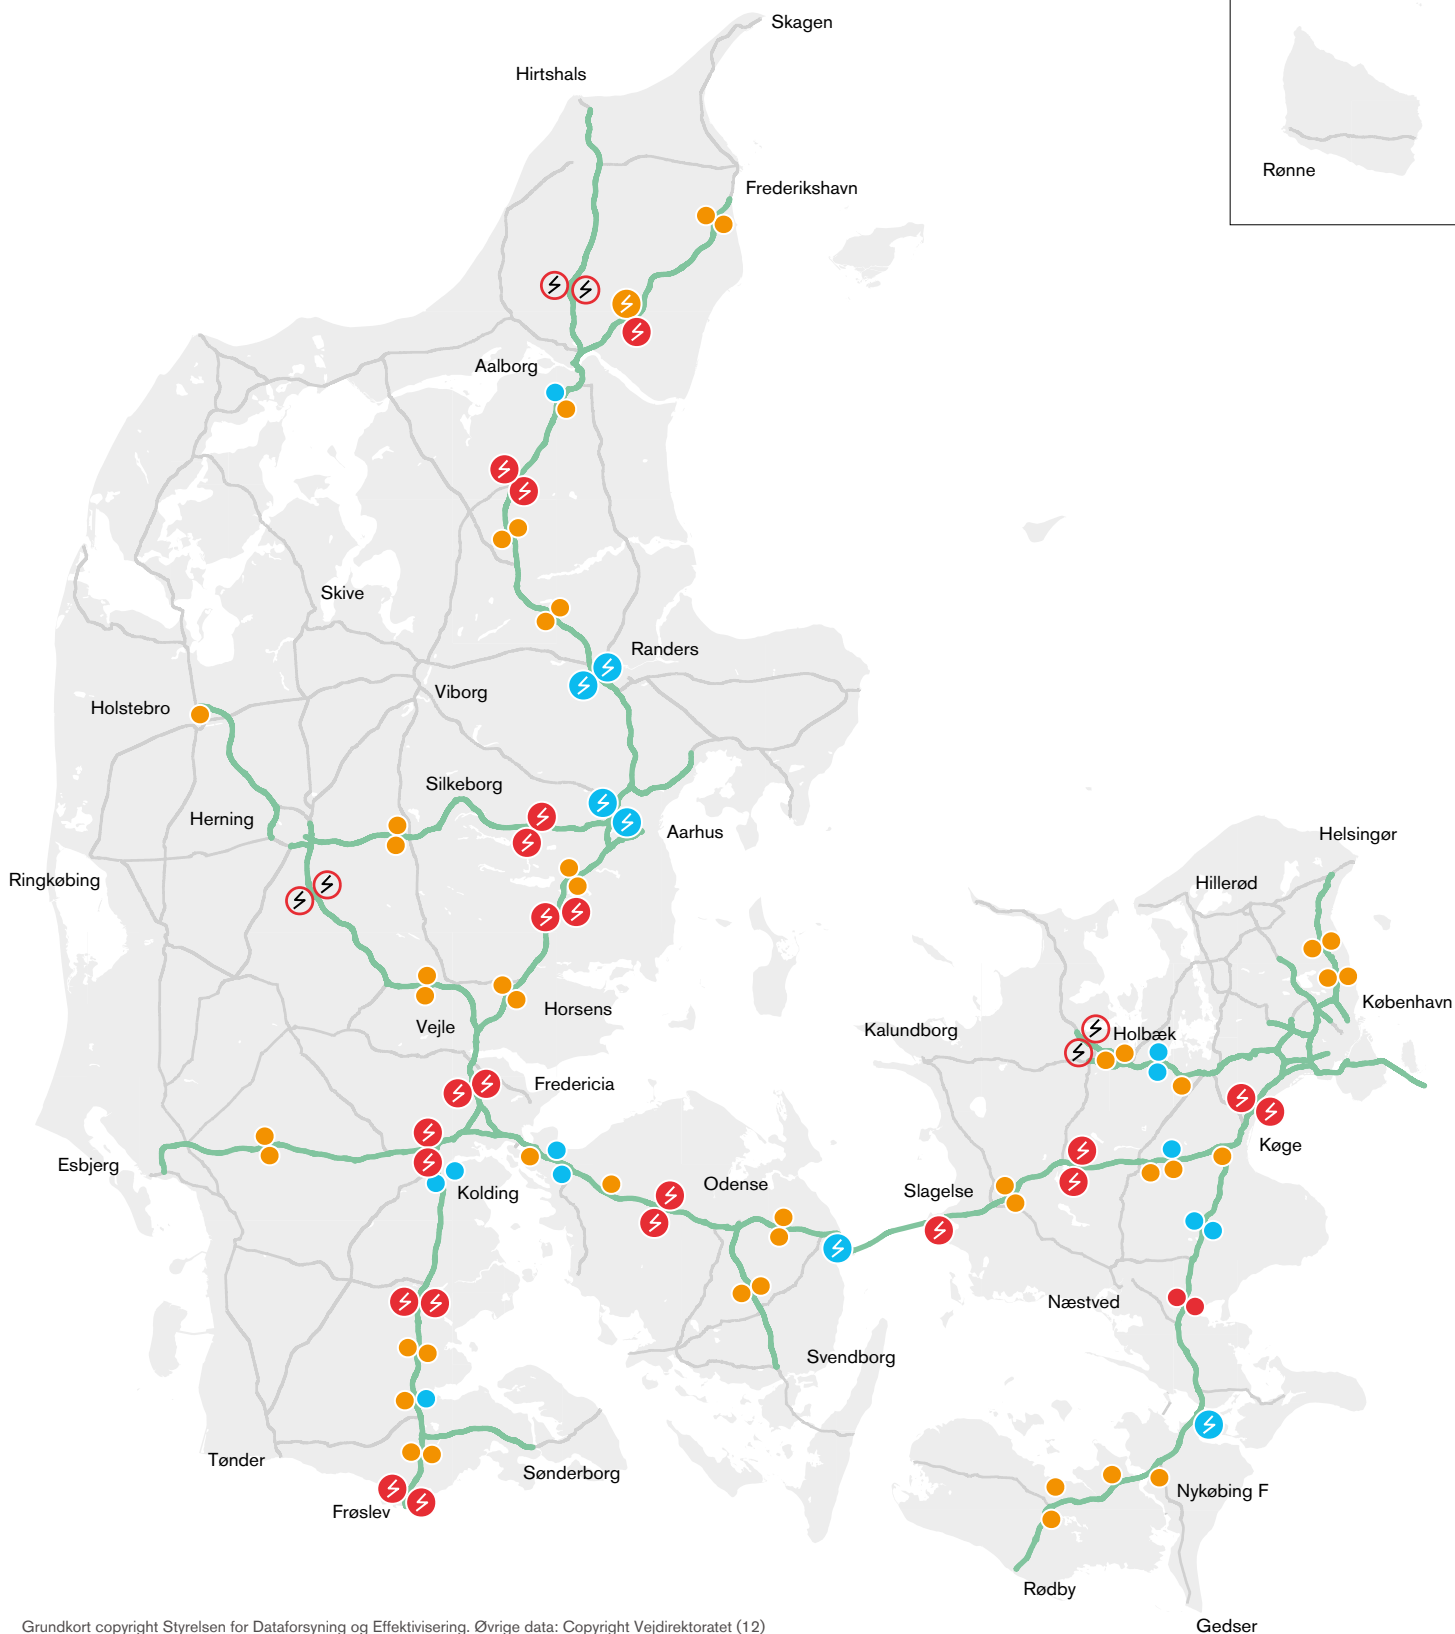 Skagen
Hirtshals
Rønne
Frederikshavn
Aalborg
Skive
Randers
Viborg
Holstebro
Silkeborg
Herning
Aarhus
Helsingør
Ringkøbing
Hillerød
København
Horsens
Vejle
Kalundborg
Holbæk
Fredericia
Køge
Esbjerg
Kolding
Odense
Slagelse
Næstved
Svendborg
Tønder
Sønderborg
Nykøbing F
Frøslev
Rødby
Gedser
Grundkort copyright Styrelsen for Dataforsyning og Effektivisering. Øvrige data: Copyright Vejdirektoratet (12)